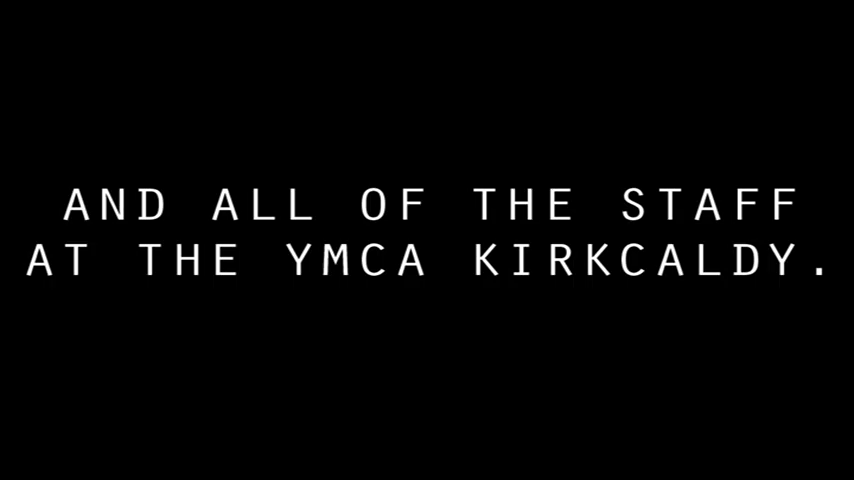 AND ALL OF THE STAFF
AT THE YMCA KIRKCALDY.